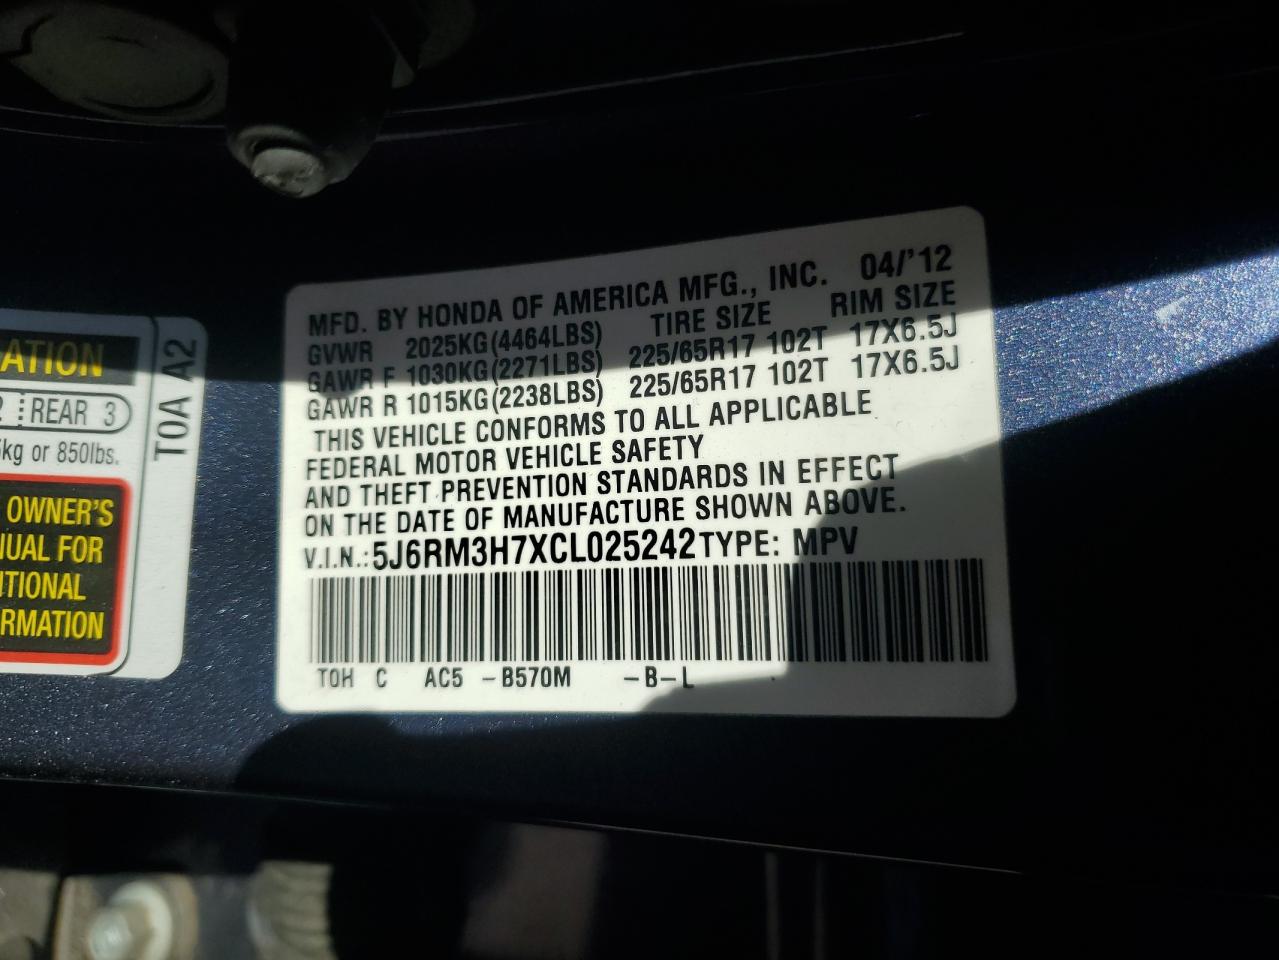 MFD. BY HONDA OF AMERICA MFG., INC. 04/'12
GVWR 2025KG(4464LBS) TIRE SIZE RIM SIZE
GAWR F 1030KG(2271LBS) 225/65R17 102T 17X6.5J
GAWR R 1015KG(2238LBS) 225/65R17 102T 17X6.5J
THIS VEHICLE CONFORMS TO ALL APPLICABLE
FEDERAL MOTOR VEHICLE SAFETY
AND THEFT PREVENTION STANDARDS IN EFFECT
ON THE DATE OF MANUFACTURE SHOWN ABOVE.
V.I.N.:5J6RM3H7XCL025242 TYPE: MPV
TOH C AC5 -B570M -B-L
ATION
2 REAR 3
5kg or 850lbs.
OWNER'S
NUAL FOR
ITIONAL
RMATION
T0A A2